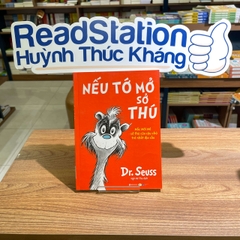 ReadStation
Huỳnh Thúc Kháng
NẾU TỚ MỞ
SỞ
THÚ
Dr. Seuss